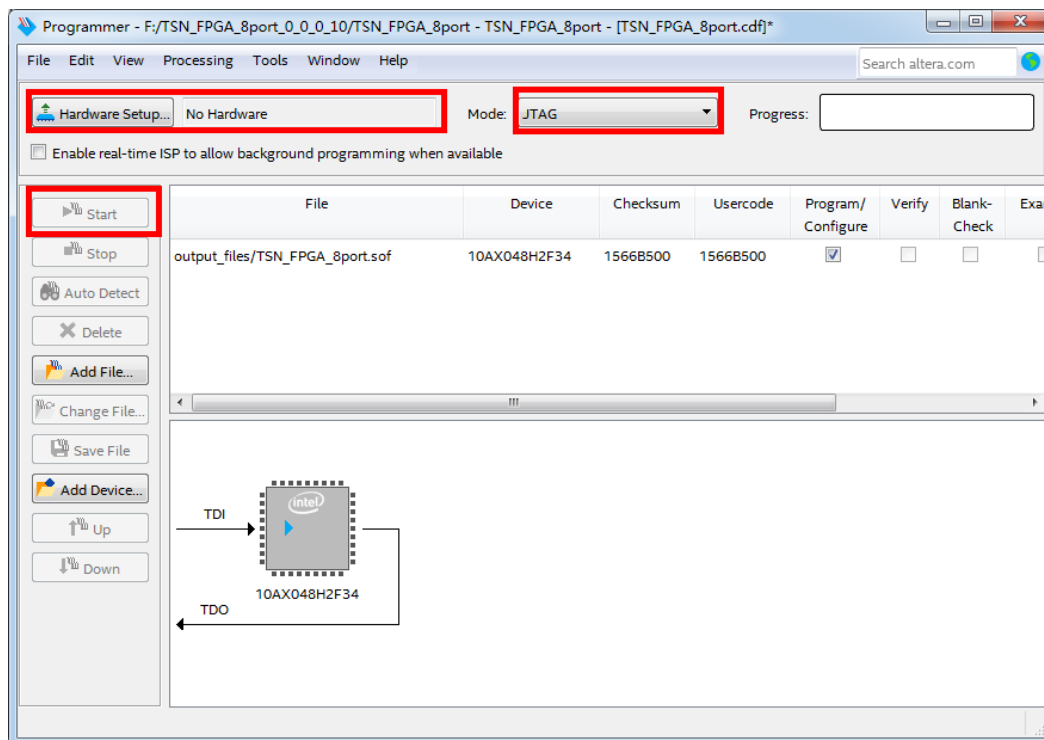 Programmer - F:/TSN_FPGA_8port_0_0_0_10/TSN_FPGA_8port - TSN_FPGA_8port - [TSN_FPGA_8port.cdf]*
File Edit View Processing Tools Window Help Search altera.com
Hardware Setup... No Hardware Mode: JTAG Progress:
Enable real-time ISP to allow background programming when available
Start
Stop
Auto Detect
Delete
Add File...
Change File...
Save File
Add Device...
Up
Down
File Device Checksum Usercode Program/ Verify Blank- Exa
Configure Check
output_files/TSN_FPGA_8port.sof 10AX048H2F34 1566B500 1566B500
TDI
intel
10AX048H2F34
TDO